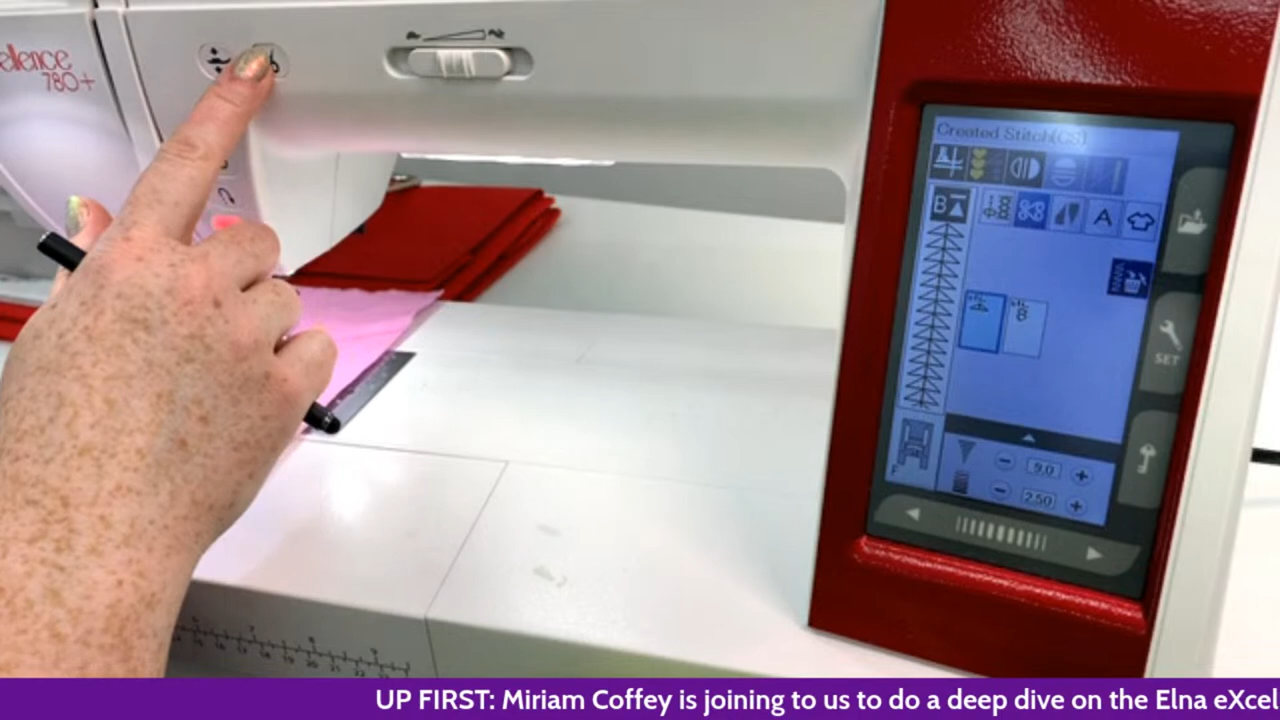 ellence
780+
Created Stitch(CS)
B
A
B
SET
F
9.0
2.50
UP FIRST: Miriam Coffey is joining to us to do a deep dive on the Elna eXcel